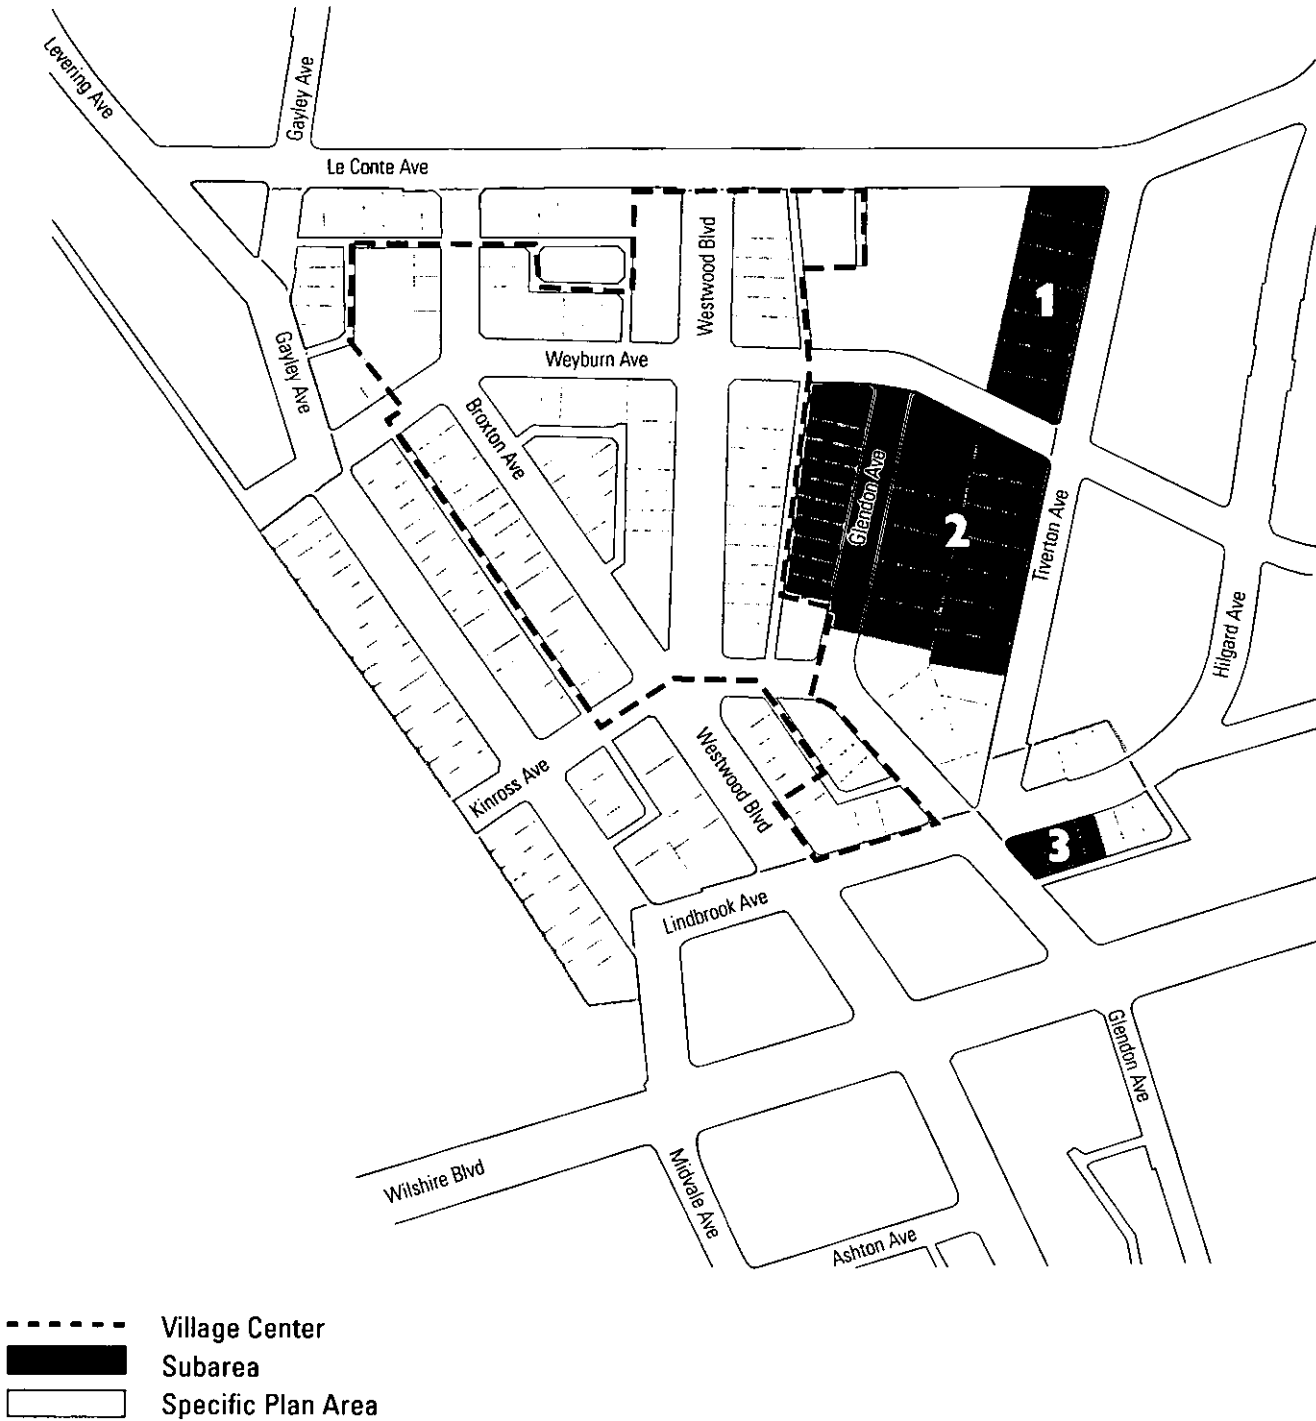 Levering Ave
Gayley Ave
Le Conte Ave
Westwood Blvd
1
Weyburn Ave
Gayley Ave
Broxton Ave
Glendon Ave
2
Tiverton Ave
Hilgard Ave
Westwood Blvd
Kinross Ave
3
Lindbrook Ave
Glendon Ave
Wilshire Blvd
Midvale Ave
Ashton Ave
Village Center
Subarea
Specific Plan Area